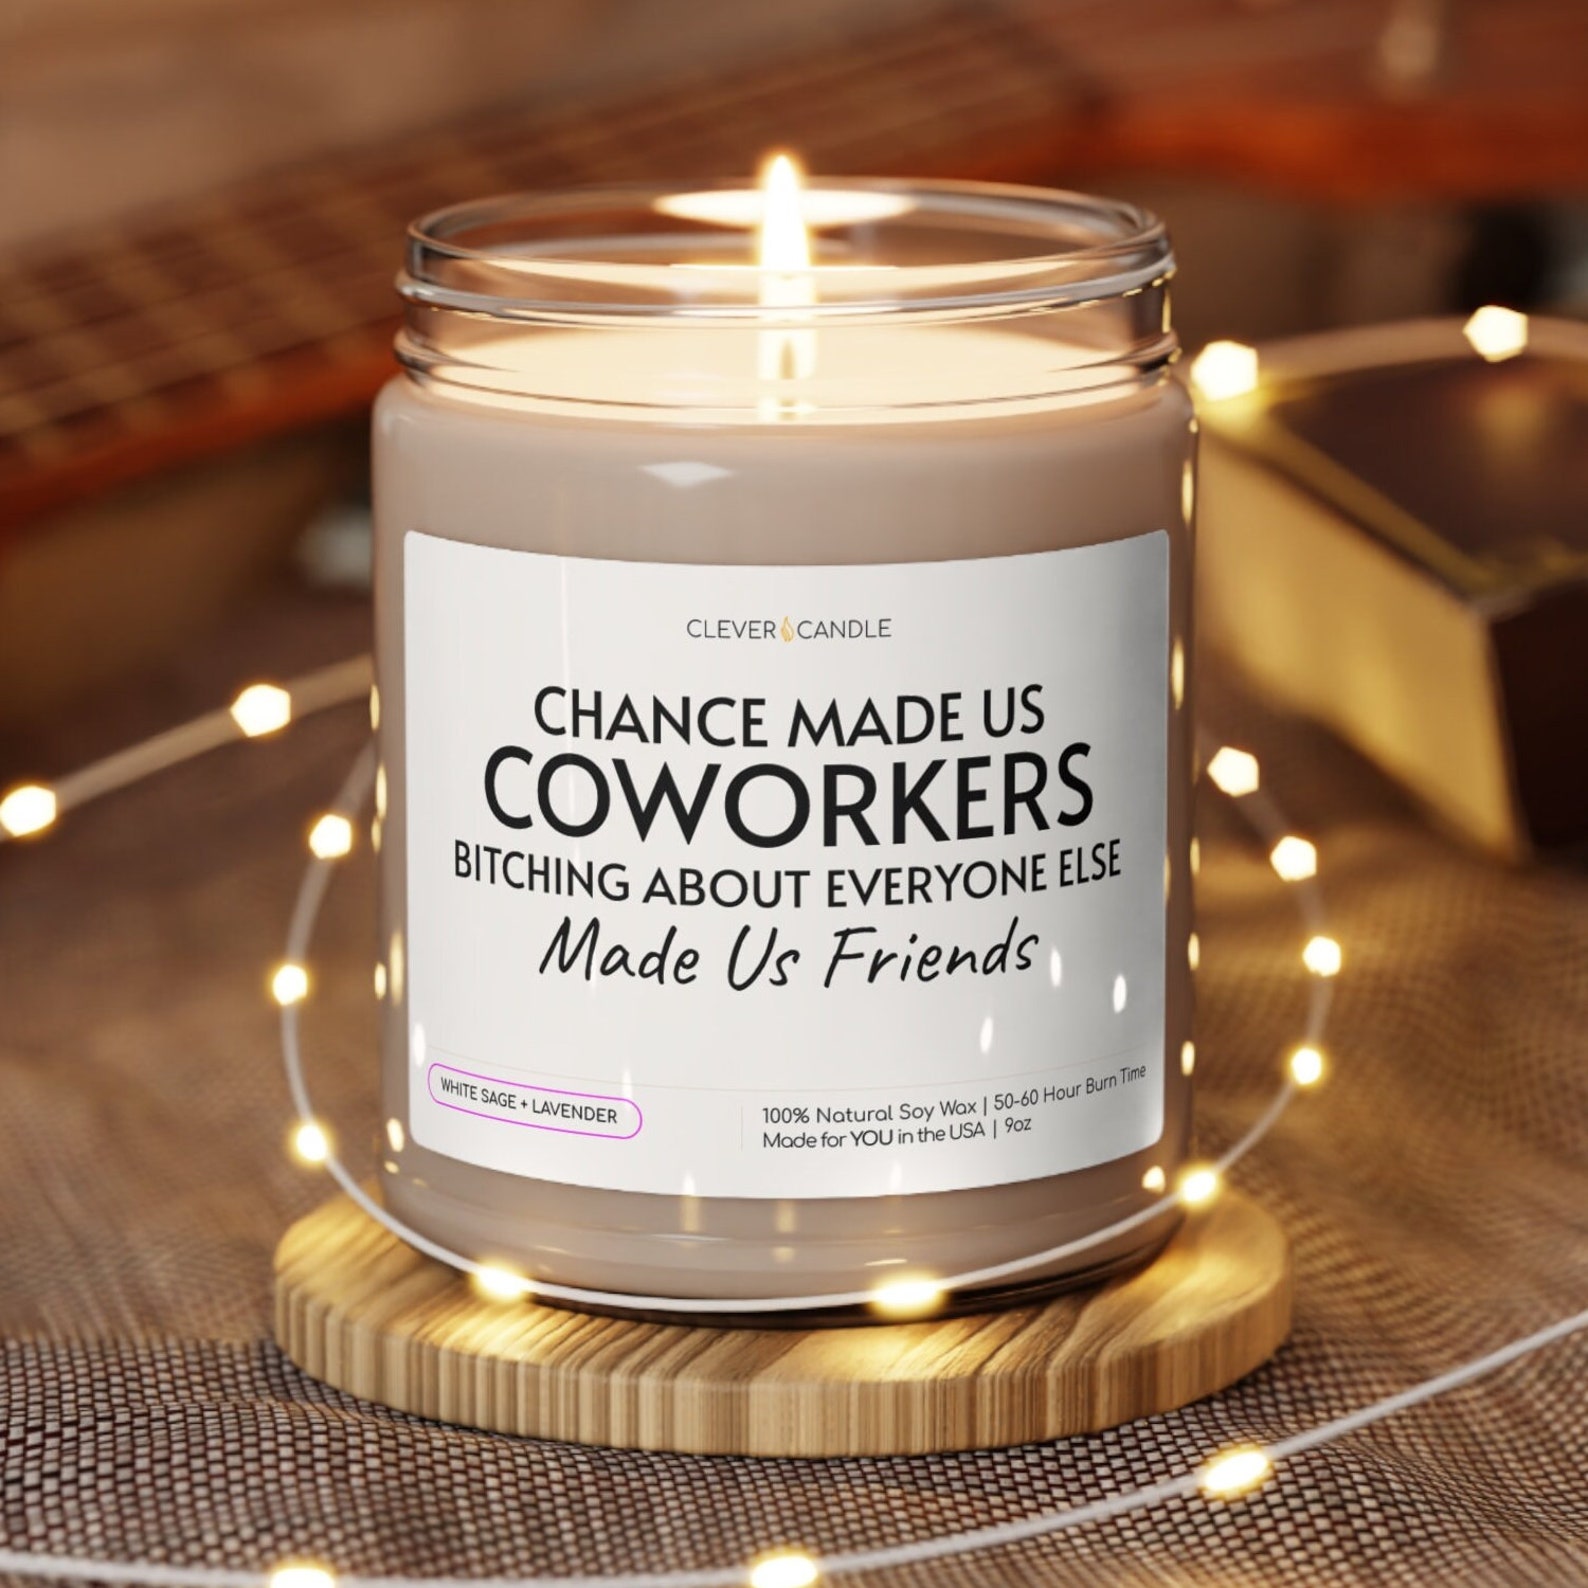 CLEVER CANDLE
CHANCE MADE US
COWORKERS
BITCHING ABOUT EVERYONE ELSE
Made Us Friends
WHITE SAGE + LAVENDER
100% Natural Soy Wax | 50-60 Hour Burn Time
Made for YOU in the USA | 9oz